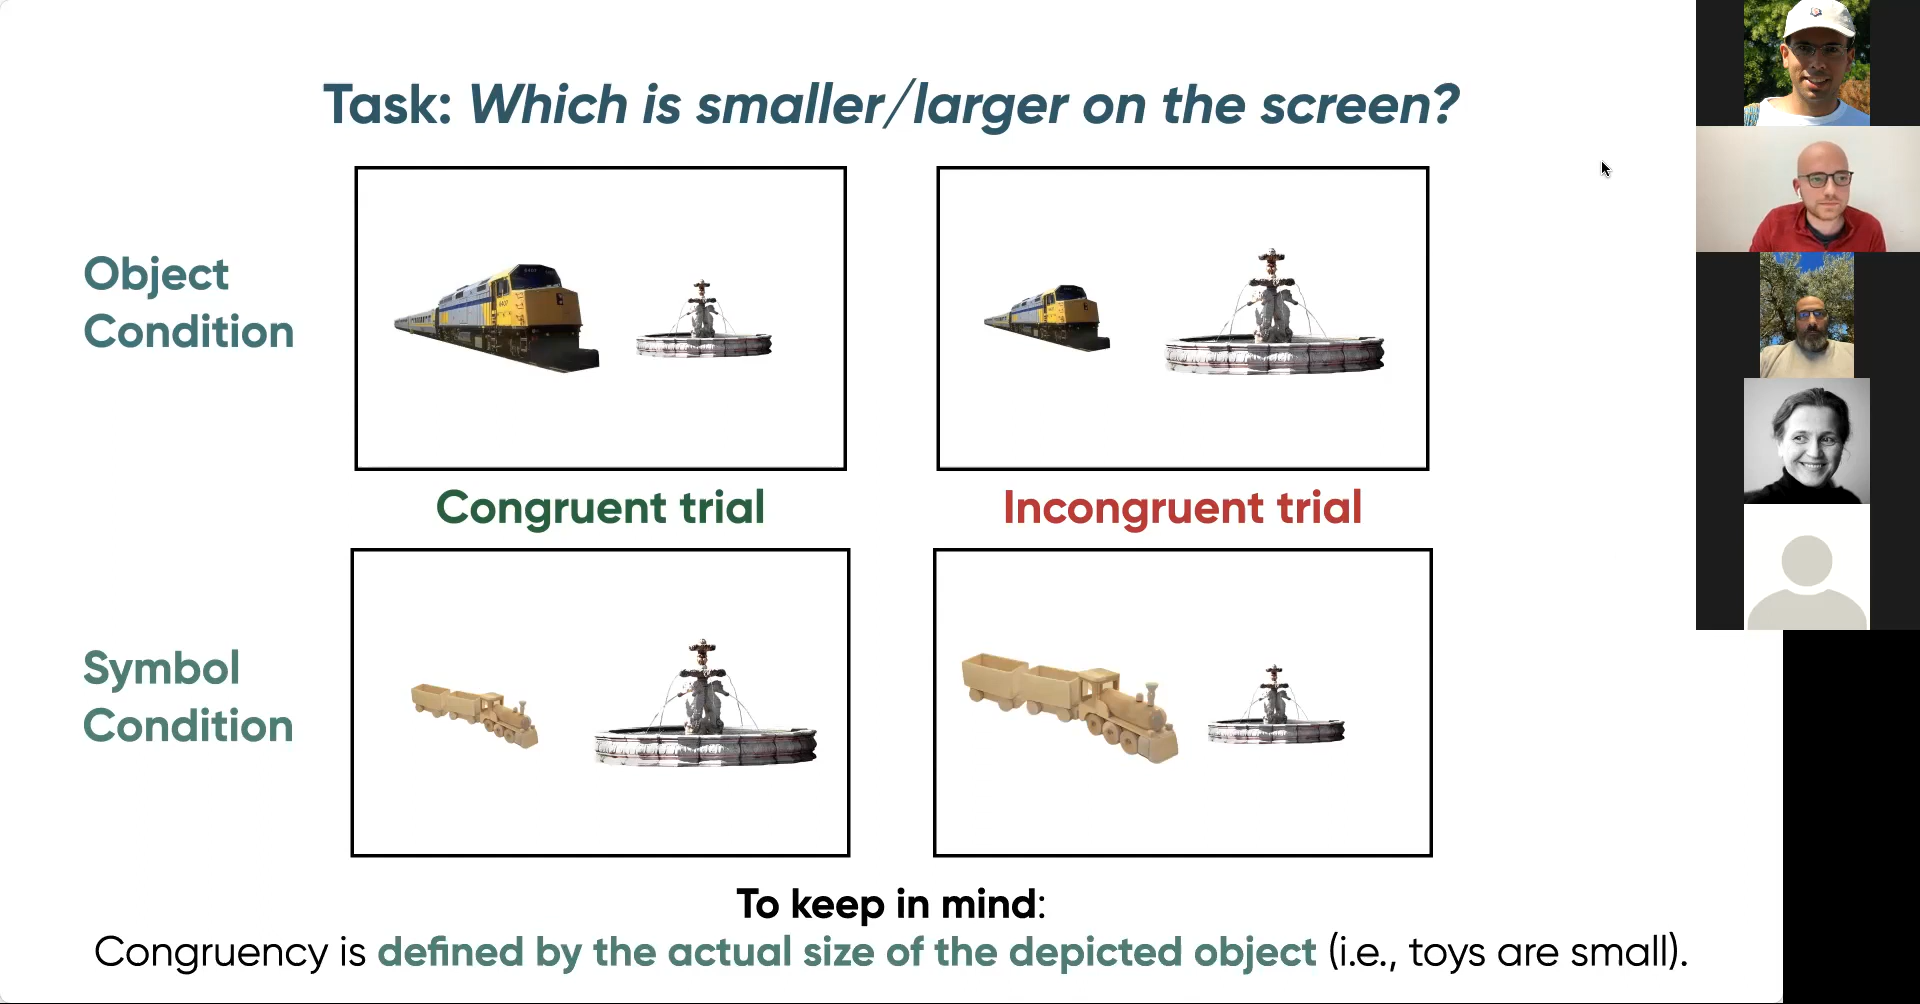 Task: Which is smaller/larger on the screen?
Object
Condition
Congruent trial
Incongruent trial
Symbol
Condition
To keep in mind:
Congruency is defined by the actual size of the depicted object (i.e., toys are small).